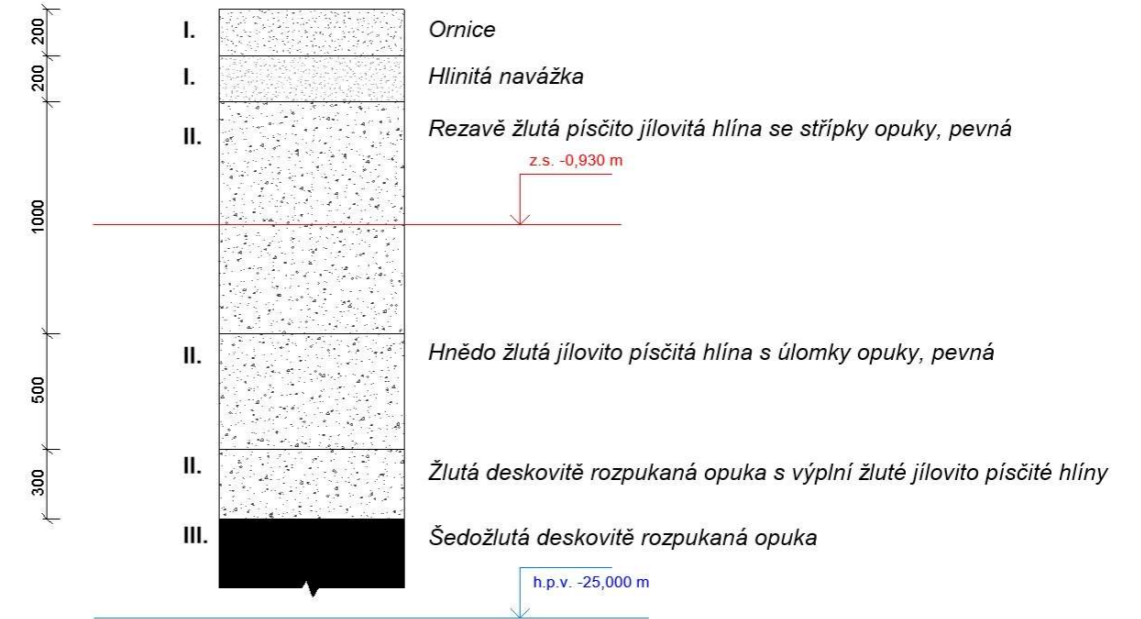 200 I. Ornice
200 I. Hlinitá navážka
1000 II. Rezavě žlutá písčito jílovitá hlína se střípky opuky, pevná
z.s. -0,930 m
500 II. Hnědo žlutá jílovito písčitá hlína s úlomky opuky, pevná
300 II. Žlutá deskovitě rozpukaná opuka s výplní žluté jílovito písčité hlíny
III. Šedožlutá deskovitě rozpukaná opuka
h.p.v. -25,000 m